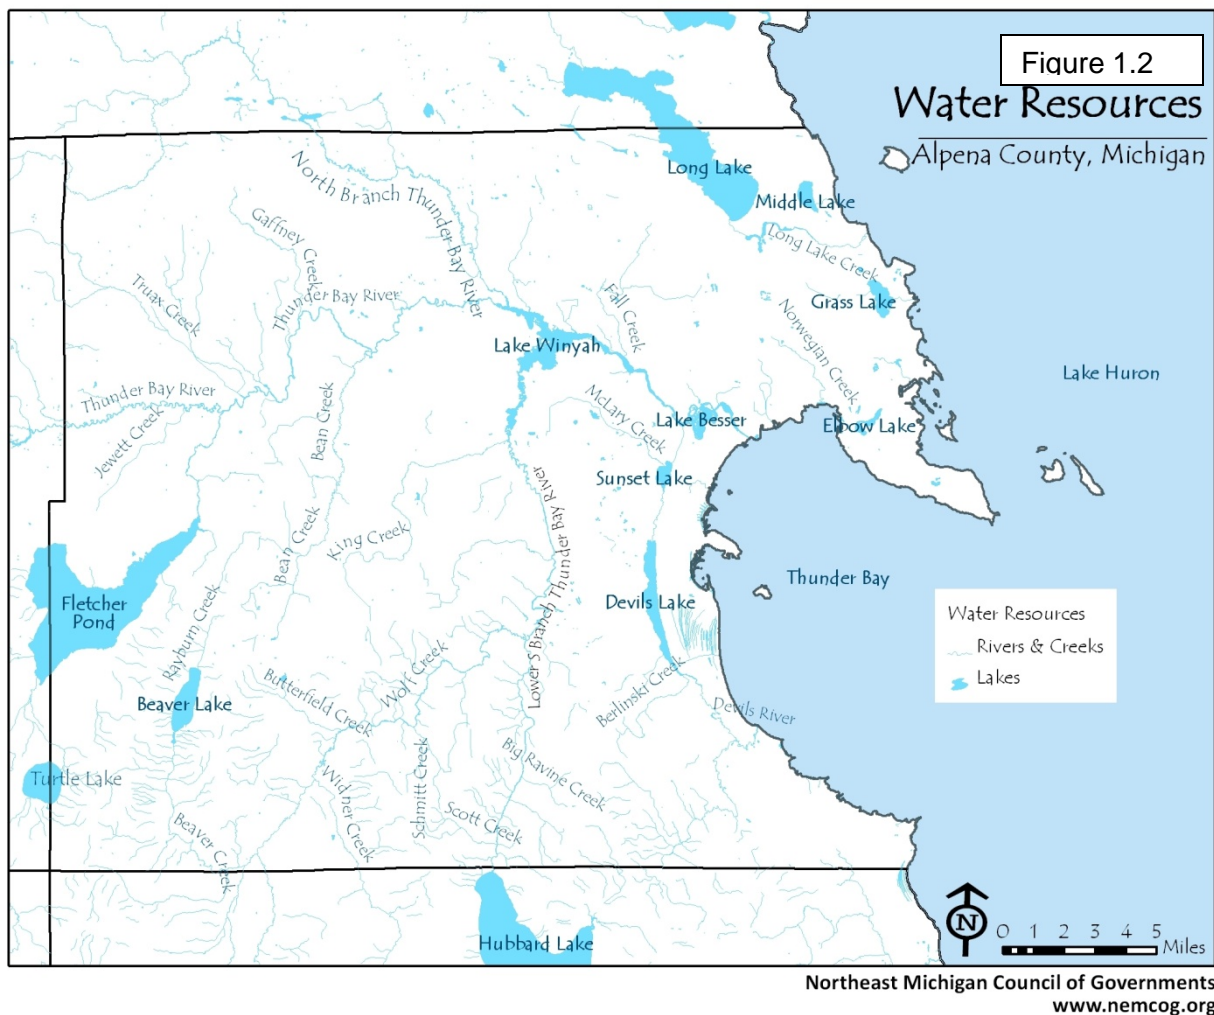 Figure 1.2
Water Resources
Alpena County, Michigan
Long Lake
Middle Lake
North Branch Thunder Bay River
Gaffney Creek
Long Lake Creek
Truax Creek
Thunder Bay River
Fall Creek
Grass Lake
Norwegian Creek
Lake Winyah
Lake Huron
Thunder Bay River
McLary Creek
Lake Besser
Elbow Lake
Jewett Creek
Bean Creek
Sunset Lake
Lower S Branch Thunder Bay River
King Creek
Bean Creek
Thunder Bay
Fletcher
Pond
Rayburn Creek
Devils Lake
Water Resources
Rivers & Creeks
Lakes
Wolf Creek
Butterfield Creek
Beaver Lake
Berlinski Creek
Devils River
Big Ravine Creek
Turtle Lake
Widner Creek
Schmitt Creek
Scott Creek
Beaver Creek
Hubbard Lake
N
0 1 2 3 4 5
Miles
Northeast Michigan Council of Governments
www.nemcog.org